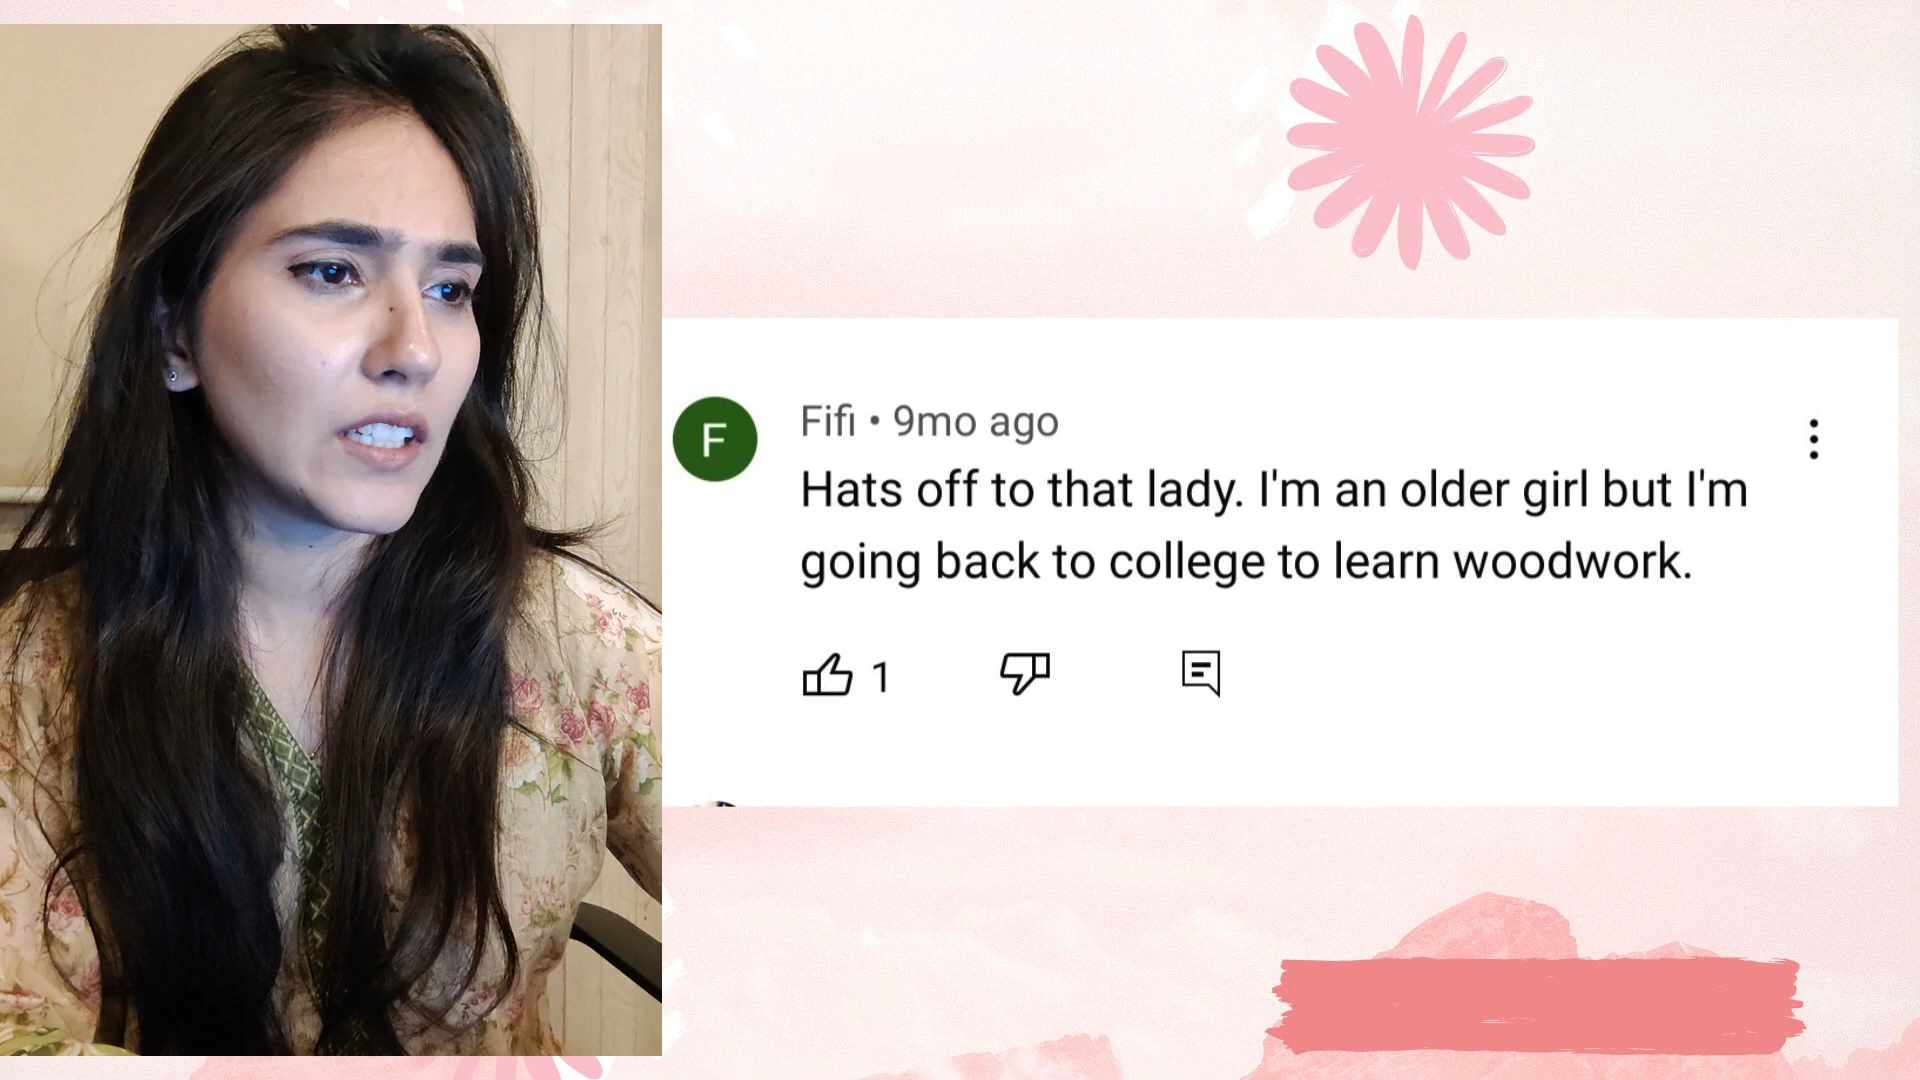 F
Fifi • 9mo ago
Hats off to that lady. I'm an older girl but I'm
going back to college to learn woodwork.
1